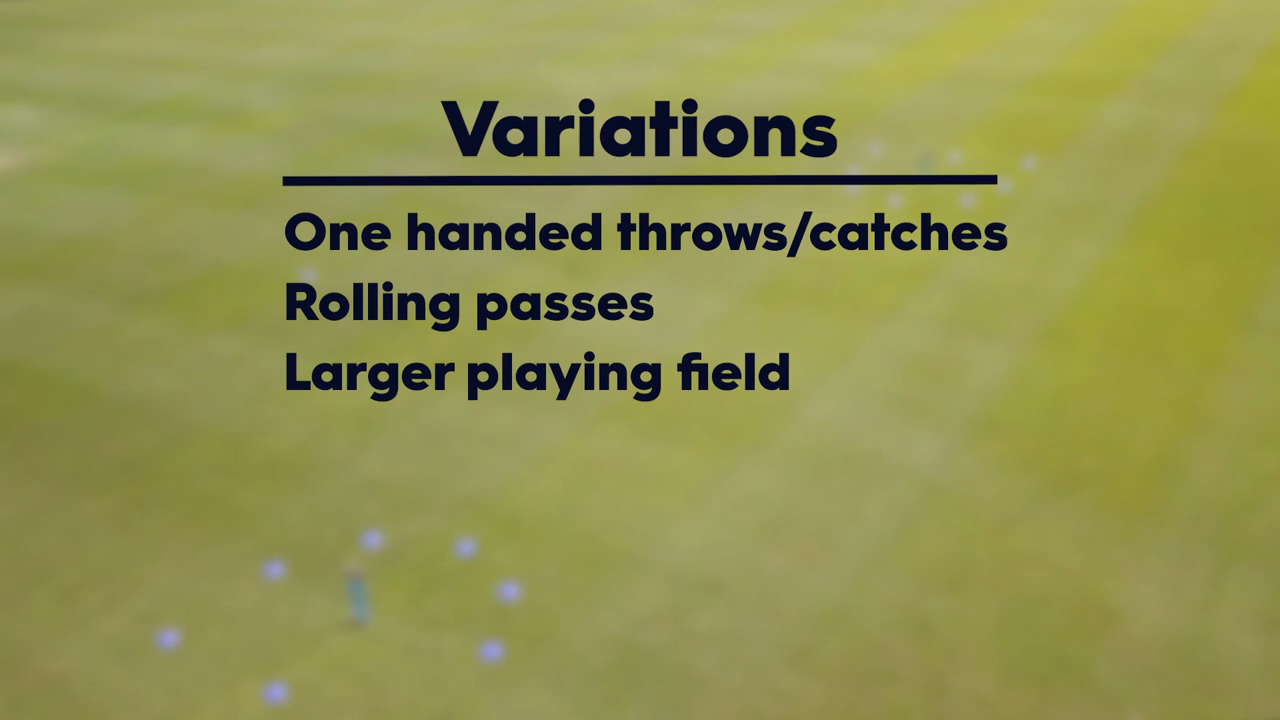 Variations
One handed throws/catches
Rolling passes
Larger playing field